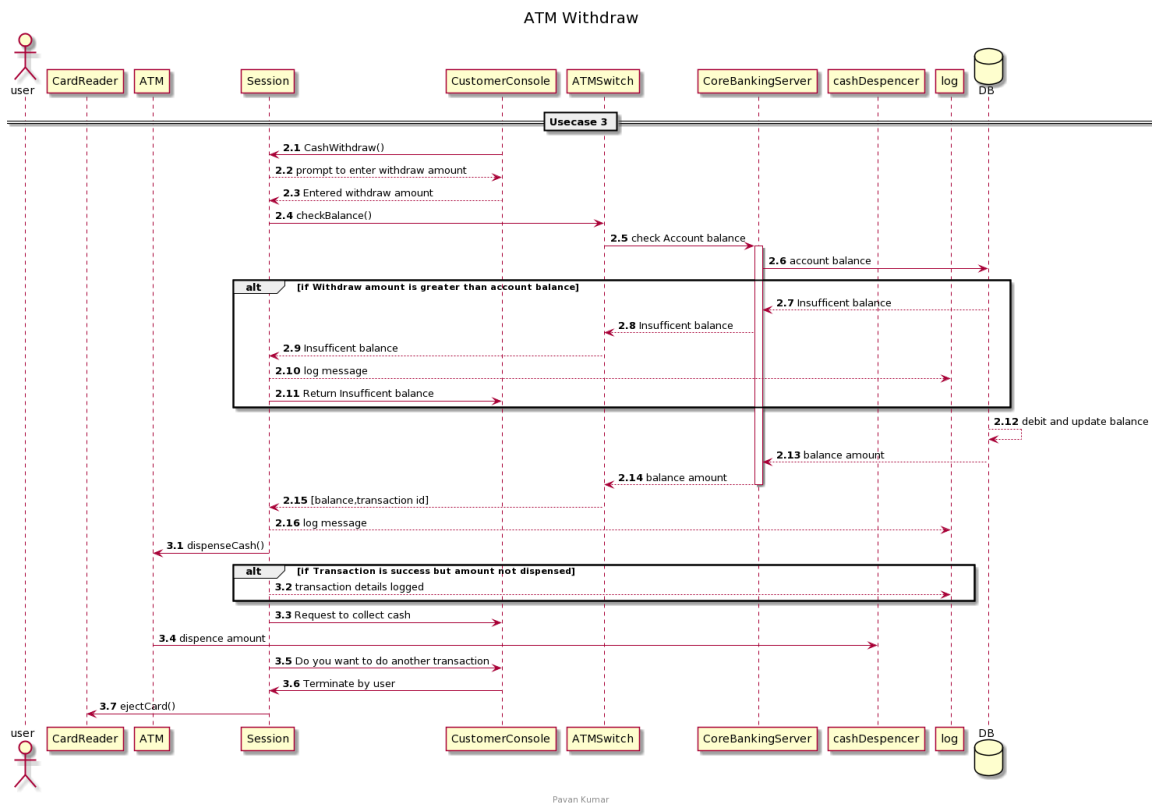 ATM Withdraw
user
CardReader
ATM
Session
CustomerConsole
ATMSwitch
CoreBankingServer
cashDespencer
log
DB
Usecase 3
2.1 CashWithdraw()
2.2 prompt to enter withdraw amount
2.3 Entered withdraw amount
2.4 checkBalance()
2.5 check Account balance
2.6 account balance
alt [if Withdraw amount is greater than account balance]
2.7 Insufficent balance
2.8 Insufficent balance
2.9 Insufficent balance
2.10 log message
2.11 Return Insufficent balance
2.12 debit and update balance
2.13 balance amount
2.14 balance amount
2.15 [balance,transaction id]
2.16 log message
3.1 dispenseCash()
alt [if Transaction is success but amount not dispensed]
3.2 transaction details logged
3.3 Request to collect cash
3.4 dispence amount
3.5 Do you want to do another transaction
3.6 Terminate by user
3.7 ejectCard()
user
CardReader
ATM
Session
CustomerConsole
ATMSwitch
CoreBankingServer
cashDespencer
log
DB
Pavan Kumar